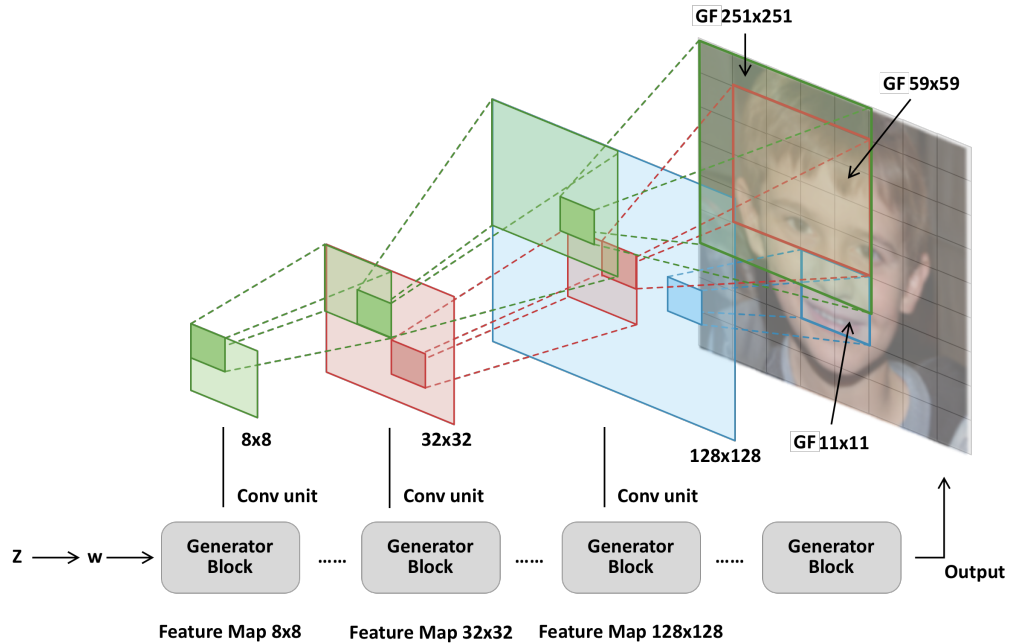 GF 251x251
GF 59x59
GF 11x11
8x8
32x32
128x128
Conv unit
Conv unit
Conv unit
Z
w
Generator
Block
......
Generator
Block
......
Generator
Block
......
Generator
Block
Output
Feature Map 8x8
Feature Map 32x32
Feature Map 128x128